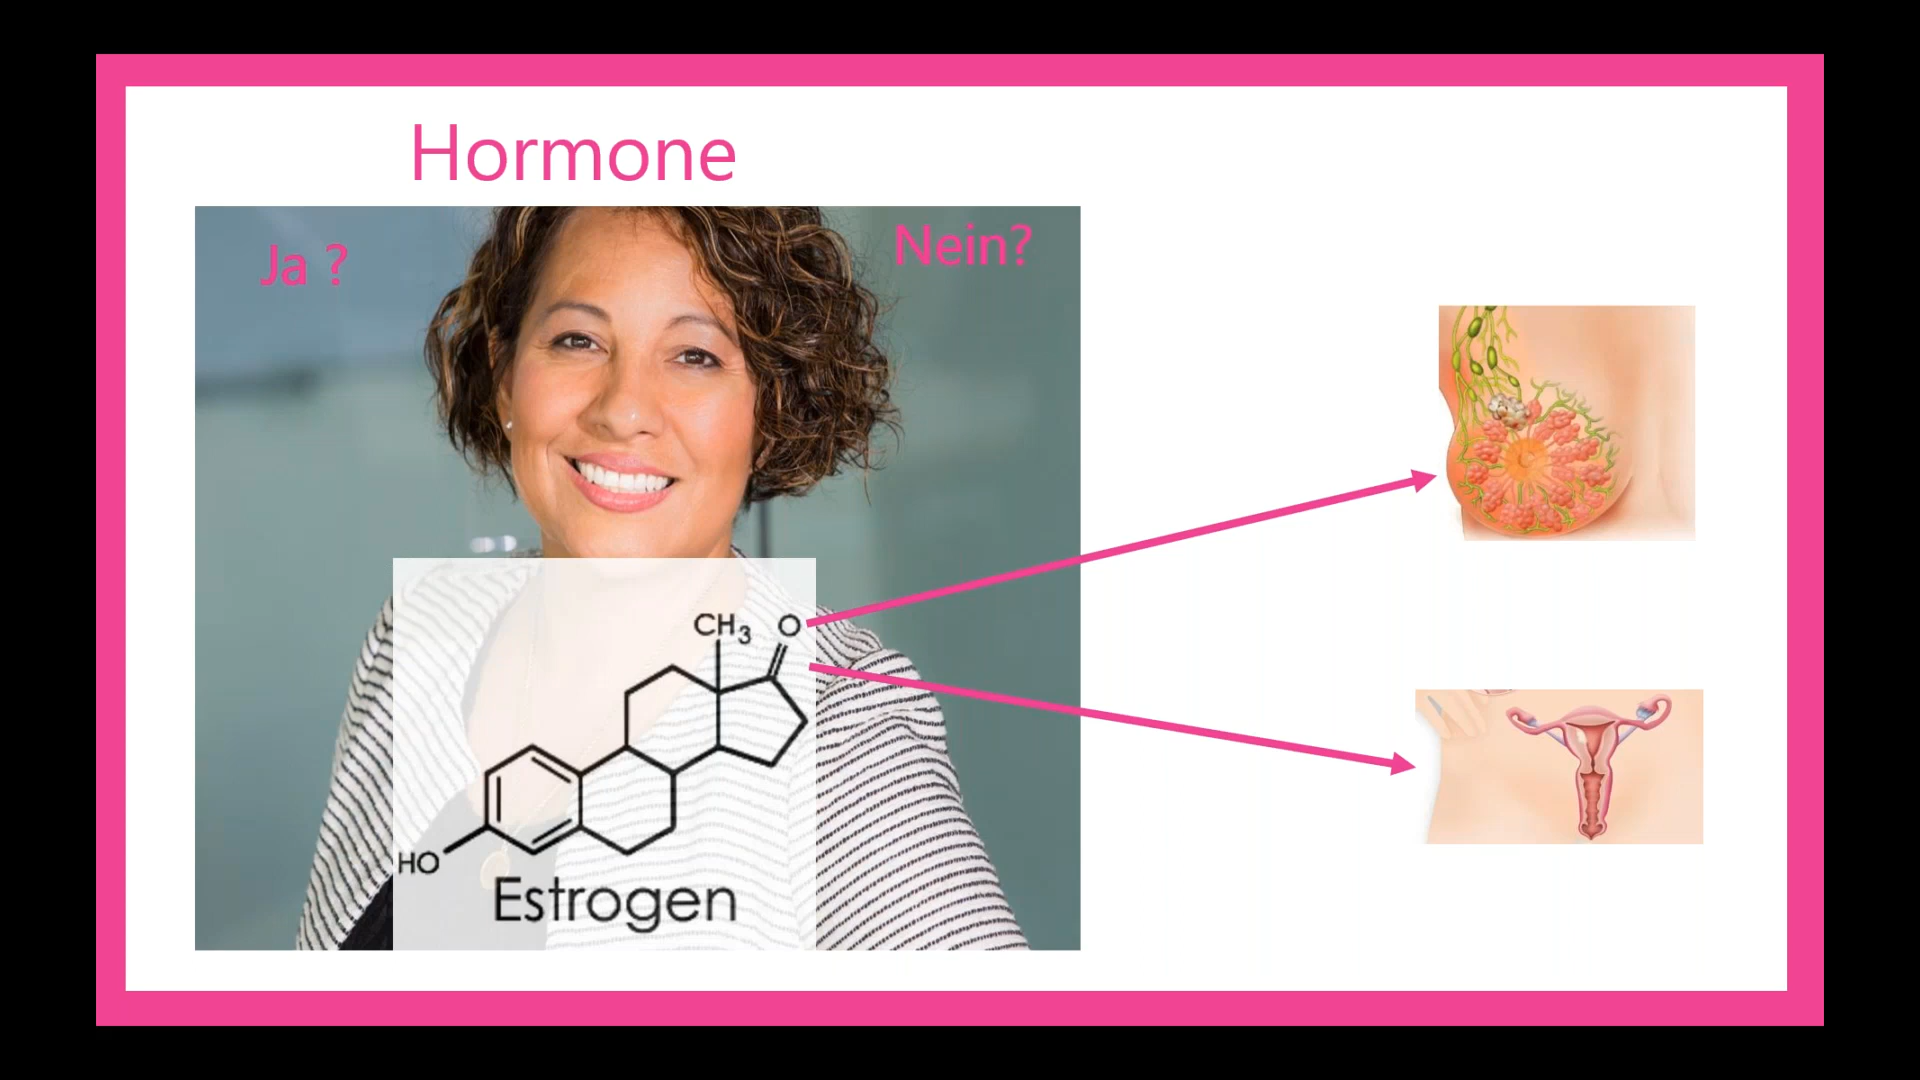 Hormone
Ja ?
Nein?
CH3 O
HO
Estrogen